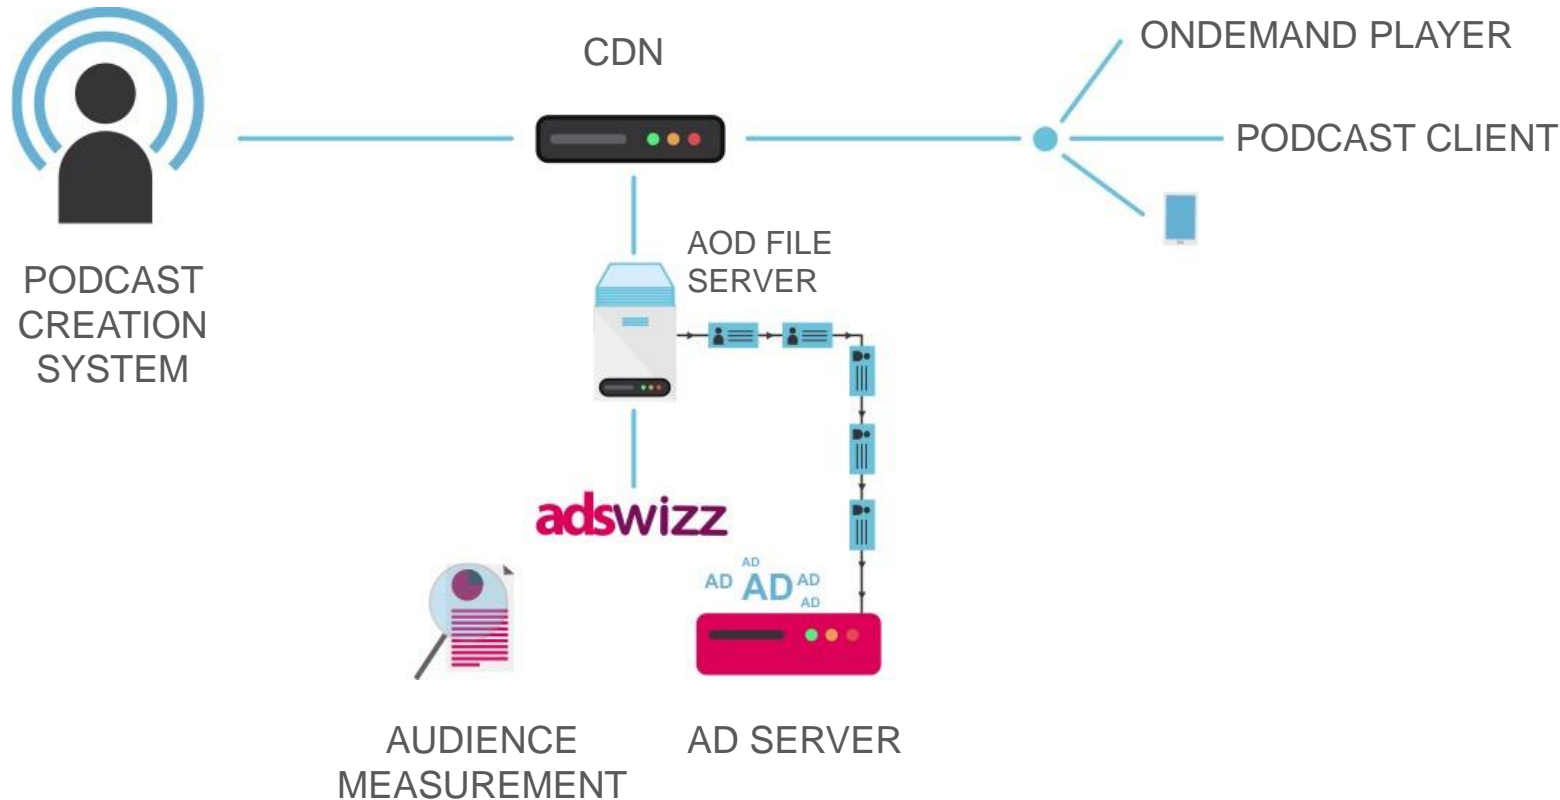 CDN
ONDEMAND PLAYER
PODCAST CLIENT
PODCAST
CREATION
SYSTEM
AOD FILE
SERVER
adswizz
AD
AD
AD
AD
AD
AUDIENCE
MEASUREMENT
AD SERVER